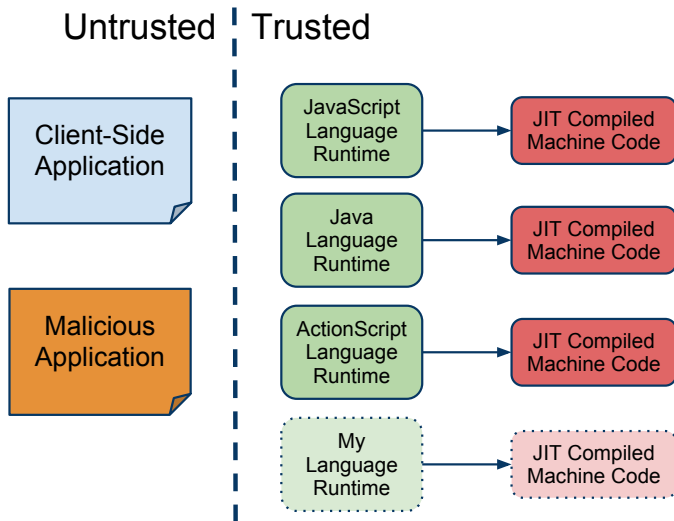 Untrusted
Trusted
Client-Side
Application
Malicious
Application
JavaScript
Language
Runtime
JIT Compiled
Machine Code
Java
Language
Runtime
JIT Compiled
Machine Code
ActionScript
Language
Runtime
JIT Compiled
Machine Code
My
Language
Runtime
JIT Compiled
Machine Code